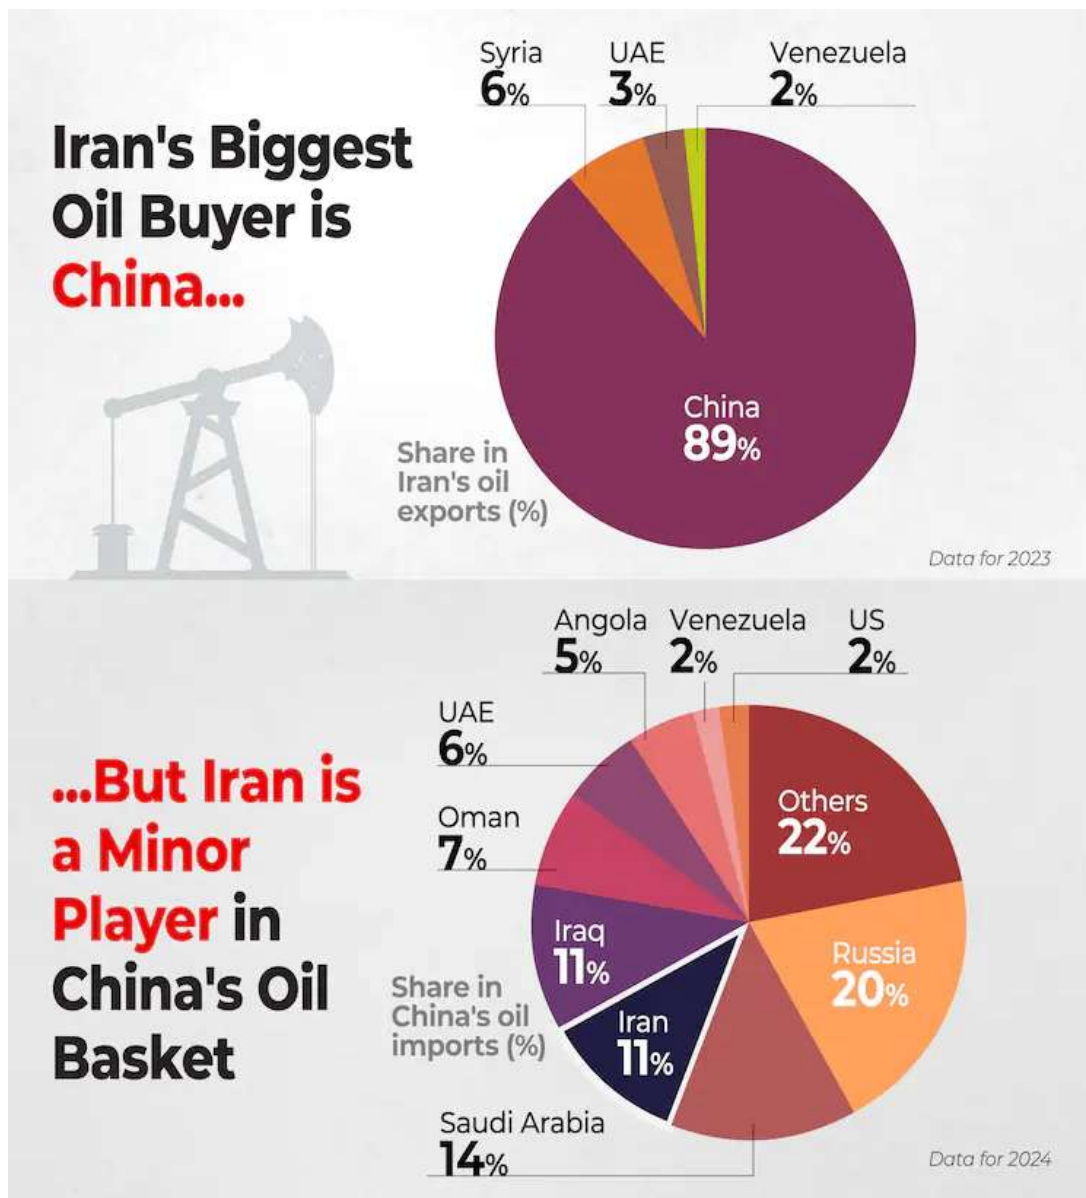 Iran's Biggest
Oil Buyer is
China...
Syria
6%
UAE
3%
Venezuela
2%
China
89%
Share in
Iran's oil
exports (%)
Data for 2023
...But Iran is
a Minor
Player in
China's Oil
Basket
Angola
5%
Venezuela
2%
US
2%
UAE
6%
Oman
7%
Others
22%
Russia
20%
Iraq
11%
Iran
11%
Saudi Arabia
14%
Share in
China's oil
imports (%)
Data for 2024